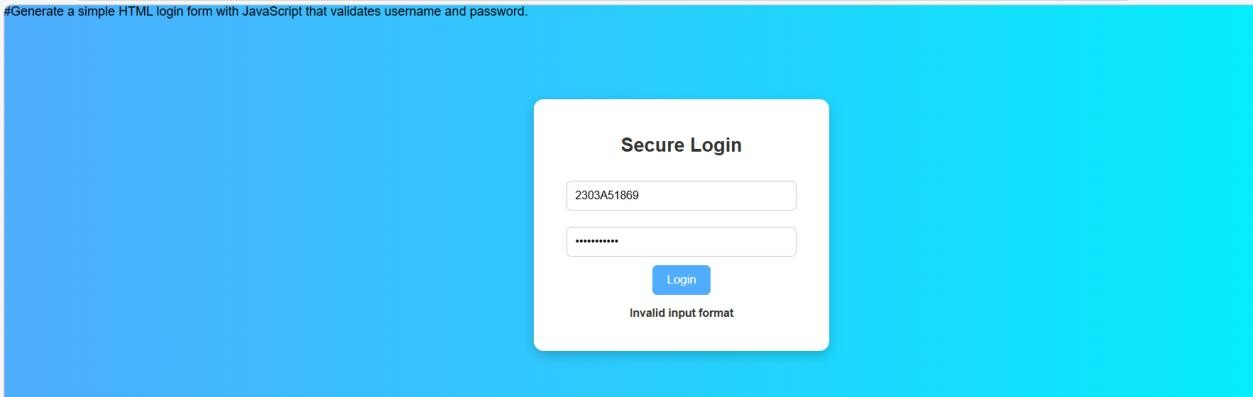 #Generate a simple HTML login form with JavaScript that validates username and password.
Secure Login
2303A51869
•••••••••••
Login
Invalid input format